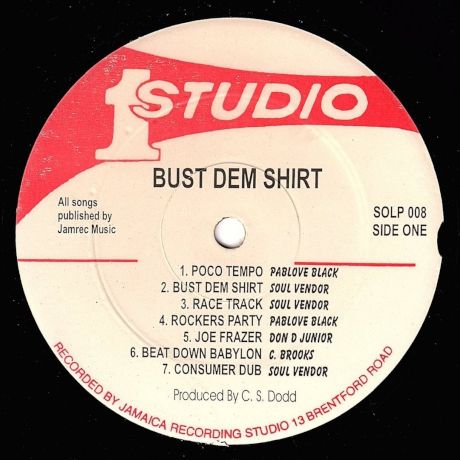 1 STUDIO
BUST DEM SHIRT
All songs
published by
Jamrec Music
SOLP 008
SIDE ONE
1. POCO TEMPO PABLOVE BLACK
2. BUST DEM SHIRT SOUL VENDOR
3. RACE TRACK SOUL VENDOR
4. ROCKERS PARTY PABLOVE BLACK
5. JOE FRAZER DON D JUNIOR
6. BEAT DOWN BABYLON C. BROOKS
7. CONSUMER DUB SOUL VENDOR
Produced By C. S. Dodd
RECORDED BY JAMAICA RECORDING STUDIO 13 BRENTFORD ROAD